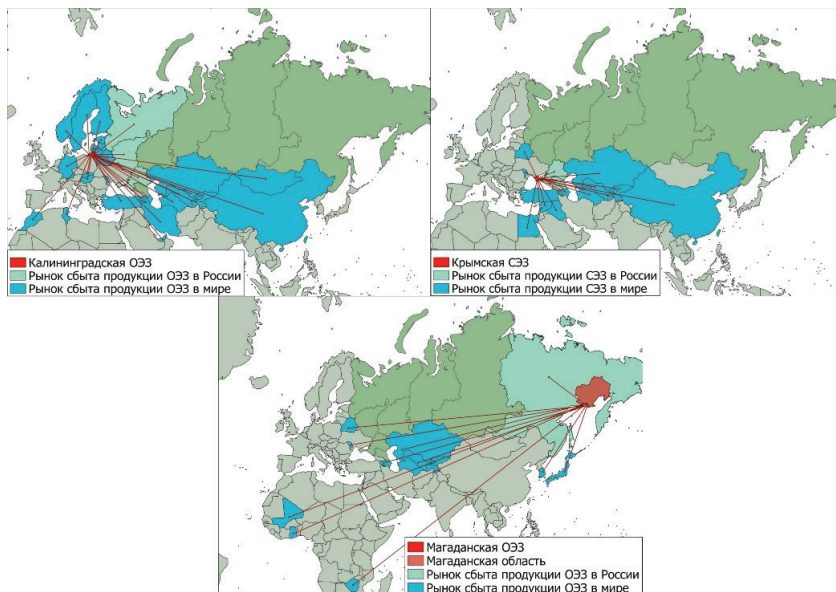 Калининградская ОЭЗ
Рынок сбыта продукции ОЭЗ в России
Рынок сбыта продукции ОЭЗ в мире
Крымская СЭЗ
Рынок сбыта продукции СЭЗ в России
Рынок сбыта продукции СЭЗ в мире
Магаданская ОЭЗ
Магаданская область
Рынок сбыта продукции ОЭЗ в России
Рынок сбыта продукции ОЭЗ в мире